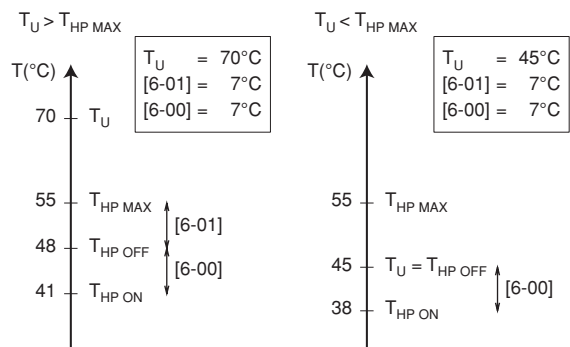 T_U > T_HP MAX
T_U = 70°C
[6-01] = 7°C
[6-00] = 7°C
T(°C)
70 T_U
55 T_HP MAX
[6-01]
48 T_HP OFF
[6-00]
41 T_HP ON
T_U < T_HP MAX
T_U = 45°C
[6-01] = 7°C
[6-00] = 7°C
T(°C)
55 T_HP MAX
45 T_U = T_HP OFF
[6-00]
38 T_HP ON